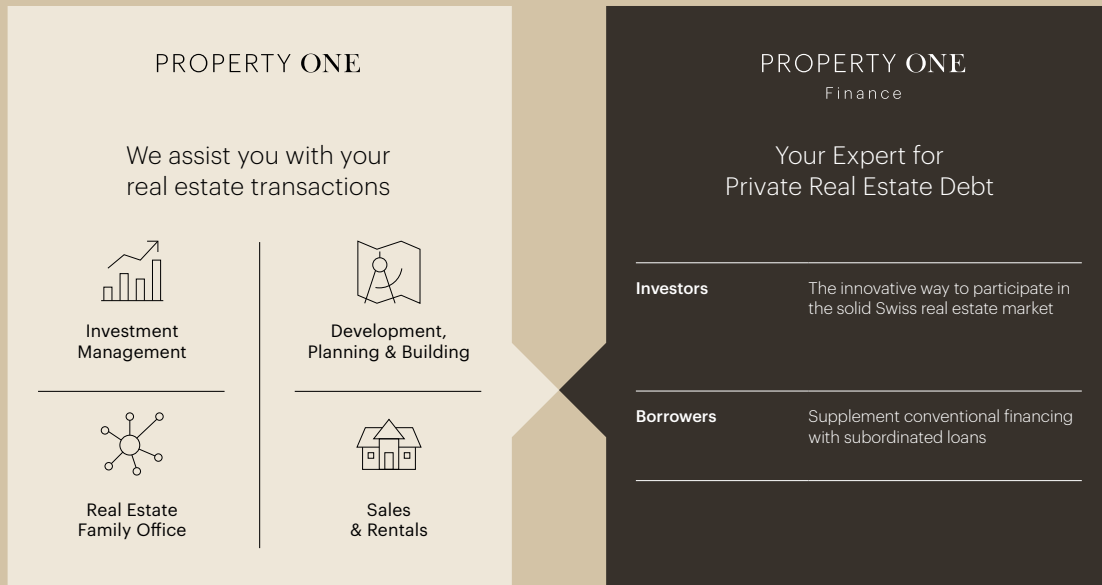 PROPERTY ONE
We assist you with your
real estate transactions
Investment
Management
Development,
Planning & Building
Real Estate
Family Office
Sales
& Rentals
PROPERTY ONE
Finance
Your Expert for
Private Real Estate Debt
Investors
The innovative way to participate in
the solid Swiss real estate market
Borrowers
Supplement conventional financing
with subordinated loans